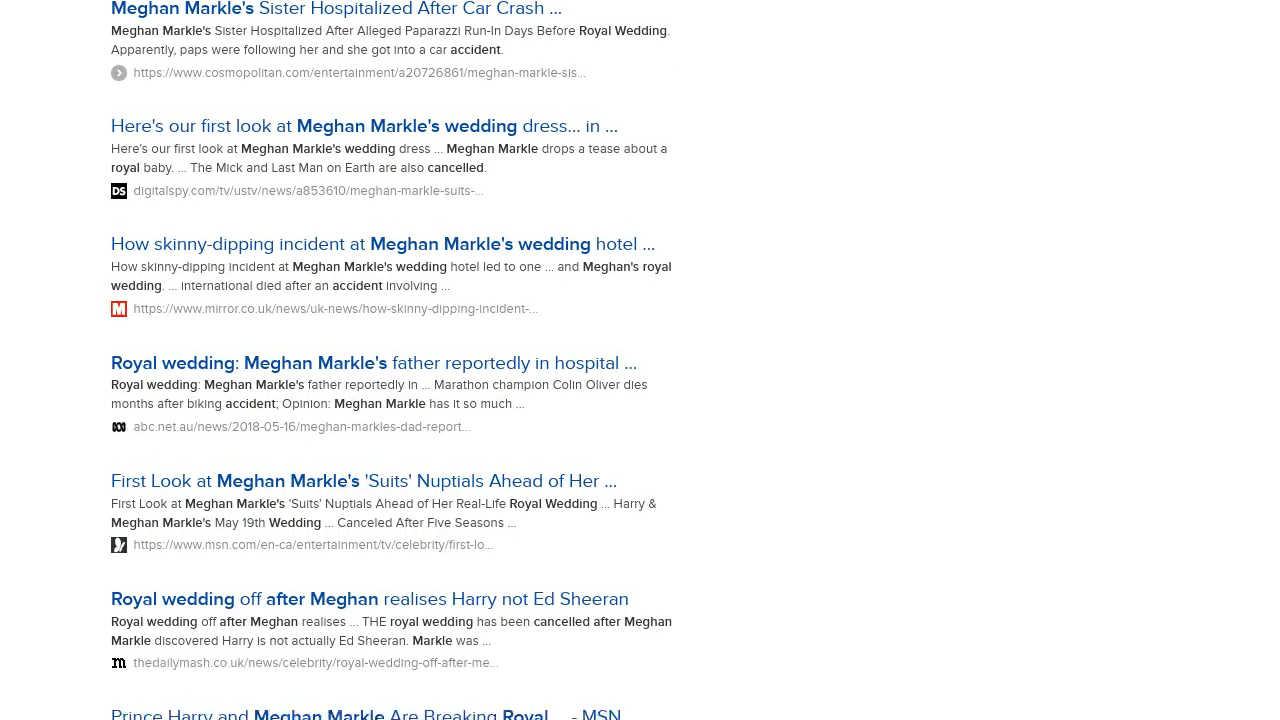 Meghan Markle's Sister Hospitalized After Car Crash ...
Meghan Markle's Sister Hospitalized After Alleged Paparazzi Run-In Days Before Royal Wedding.
Apparently, paps were following her and she got into a car accident.
https://www.cosmopolitan.com/entertainment/a20726861/meghan-markle-sis...
Here's our first look at Meghan Markle's wedding dress... in ...
Here's our first look at Meghan Markle's wedding dress ... Meghan Markle drops a tease about a
royal baby. ... The Mick and Last Man on Earth are also cancelled.
DS digitalspy.com/tv/ustv/news/a853610/meghan-markle-suits-...
How skinny-dipping incident at Meghan Markle's wedding hotel ...
How skinny-dipping incident at Meghan Markle's wedding hotel led to one ... and Meghan's royal
wedding. ... international died after an accident involving ...
M https://www.mirror.co.uk/news/uk-news/how-skinny-dipping-incident-...
Royal wedding: Meghan Markle's father reportedly in hospital ...
Royal wedding: Meghan Markle's father reportedly in ... Marathon champion Colin Oliver dies
months after biking accident; Opinion: Meghan Markle has it so much ...
abc.net.au/news/2018-05-16/meghan-markles-dad-report...
First Look at Meghan Markle's 'Suits' Nuptials Ahead of Her ...
First Look at Meghan Markle's 'Suits' Nuptials Ahead of Her Real-Life Royal Wedding ... Harry &
Meghan Markle's May 19th Wedding ... Canceled After Five Seasons ...
https://www.msn.com/en-ca/entertainment/tv/celebrity/first-lo...
Royal wedding off after Meghan realises Harry not Ed Sheeran
Royal wedding off after Meghan realises ... THE royal wedding has been cancelled after Meghan
Markle discovered Harry is not actually Ed Sheeran. Markle was ...
m thedailymash.co.uk/news/celebrity/royal-wedding-off-after-me...
Prince Harry and Meghan Markle Are Breaking Royal ... - MSN